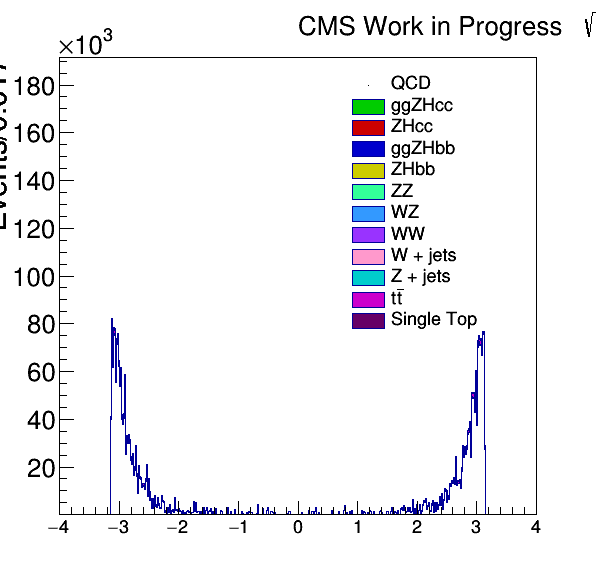 CMS Work in Progress √
×10³
180
160
140
120
100
80
60
40
20
QCD
ggZHcc
ZHcc
ggZHbb
ZHbb
ZZ
WZ
WW
W + jets
Z + jets
tt̄
Single Top
−4 −3 −2 −1 0 1 2 3 4